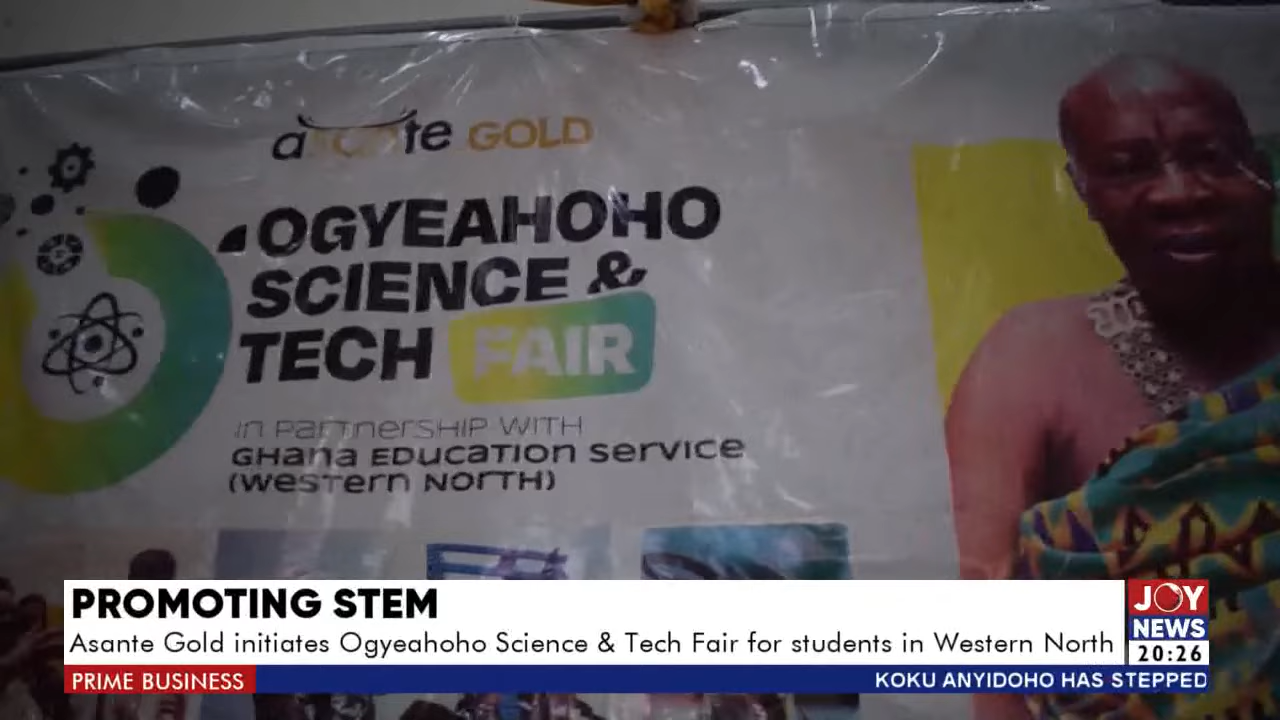 asante GOLD
OGYEAHOHO
SCIENCE &
TECH FAIR
In PARTnerSHIP WITH
GHana EDUCATION Service
(Western NORTH)
PROMOTING STEM
Asante Gold initiates Ogyeahoho Science & Tech Fair for students in Western North
JOY
NEWS
20:26
PRIME BUSINESS
KOKU ANYIDOHO HAS STEPPED